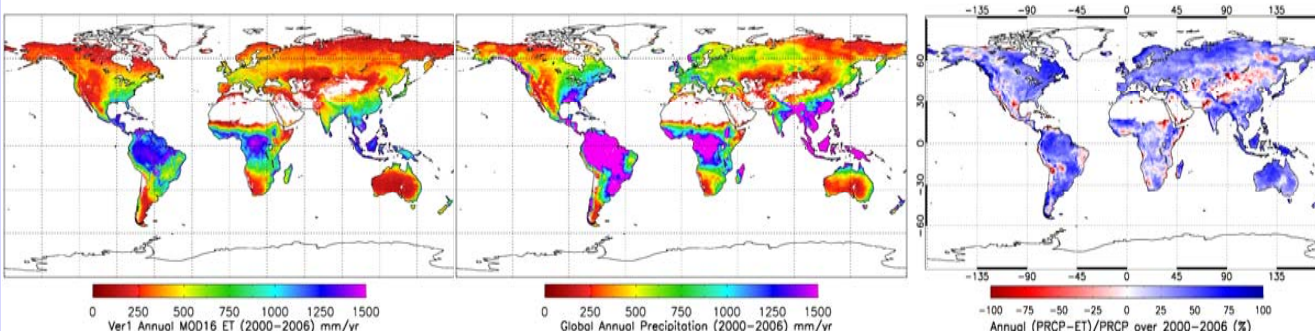 -135 -90 -45 0 45 90 135
60
30
0
-30
-60
-135 -90 -45 0 45 90 135
0 250 500 750 1000 1250 1500
Ver1 Annual MOD16 ET (2000-2006) mm/yr
0 250 500 750 1000 1250 1500
Global Annual Precipitation (2000-2006) mm/yr
-100 -75 -50 -25 0 25 50 75 100
Annual (PRCP-ET)/PRCP over 2000-2006 (%)